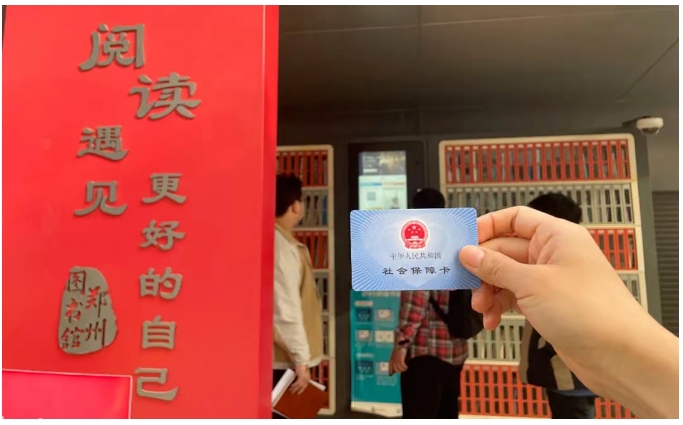 阅读
遇见
更好的自己
郑州
图书馆
中华人民共和国
社会保障卡